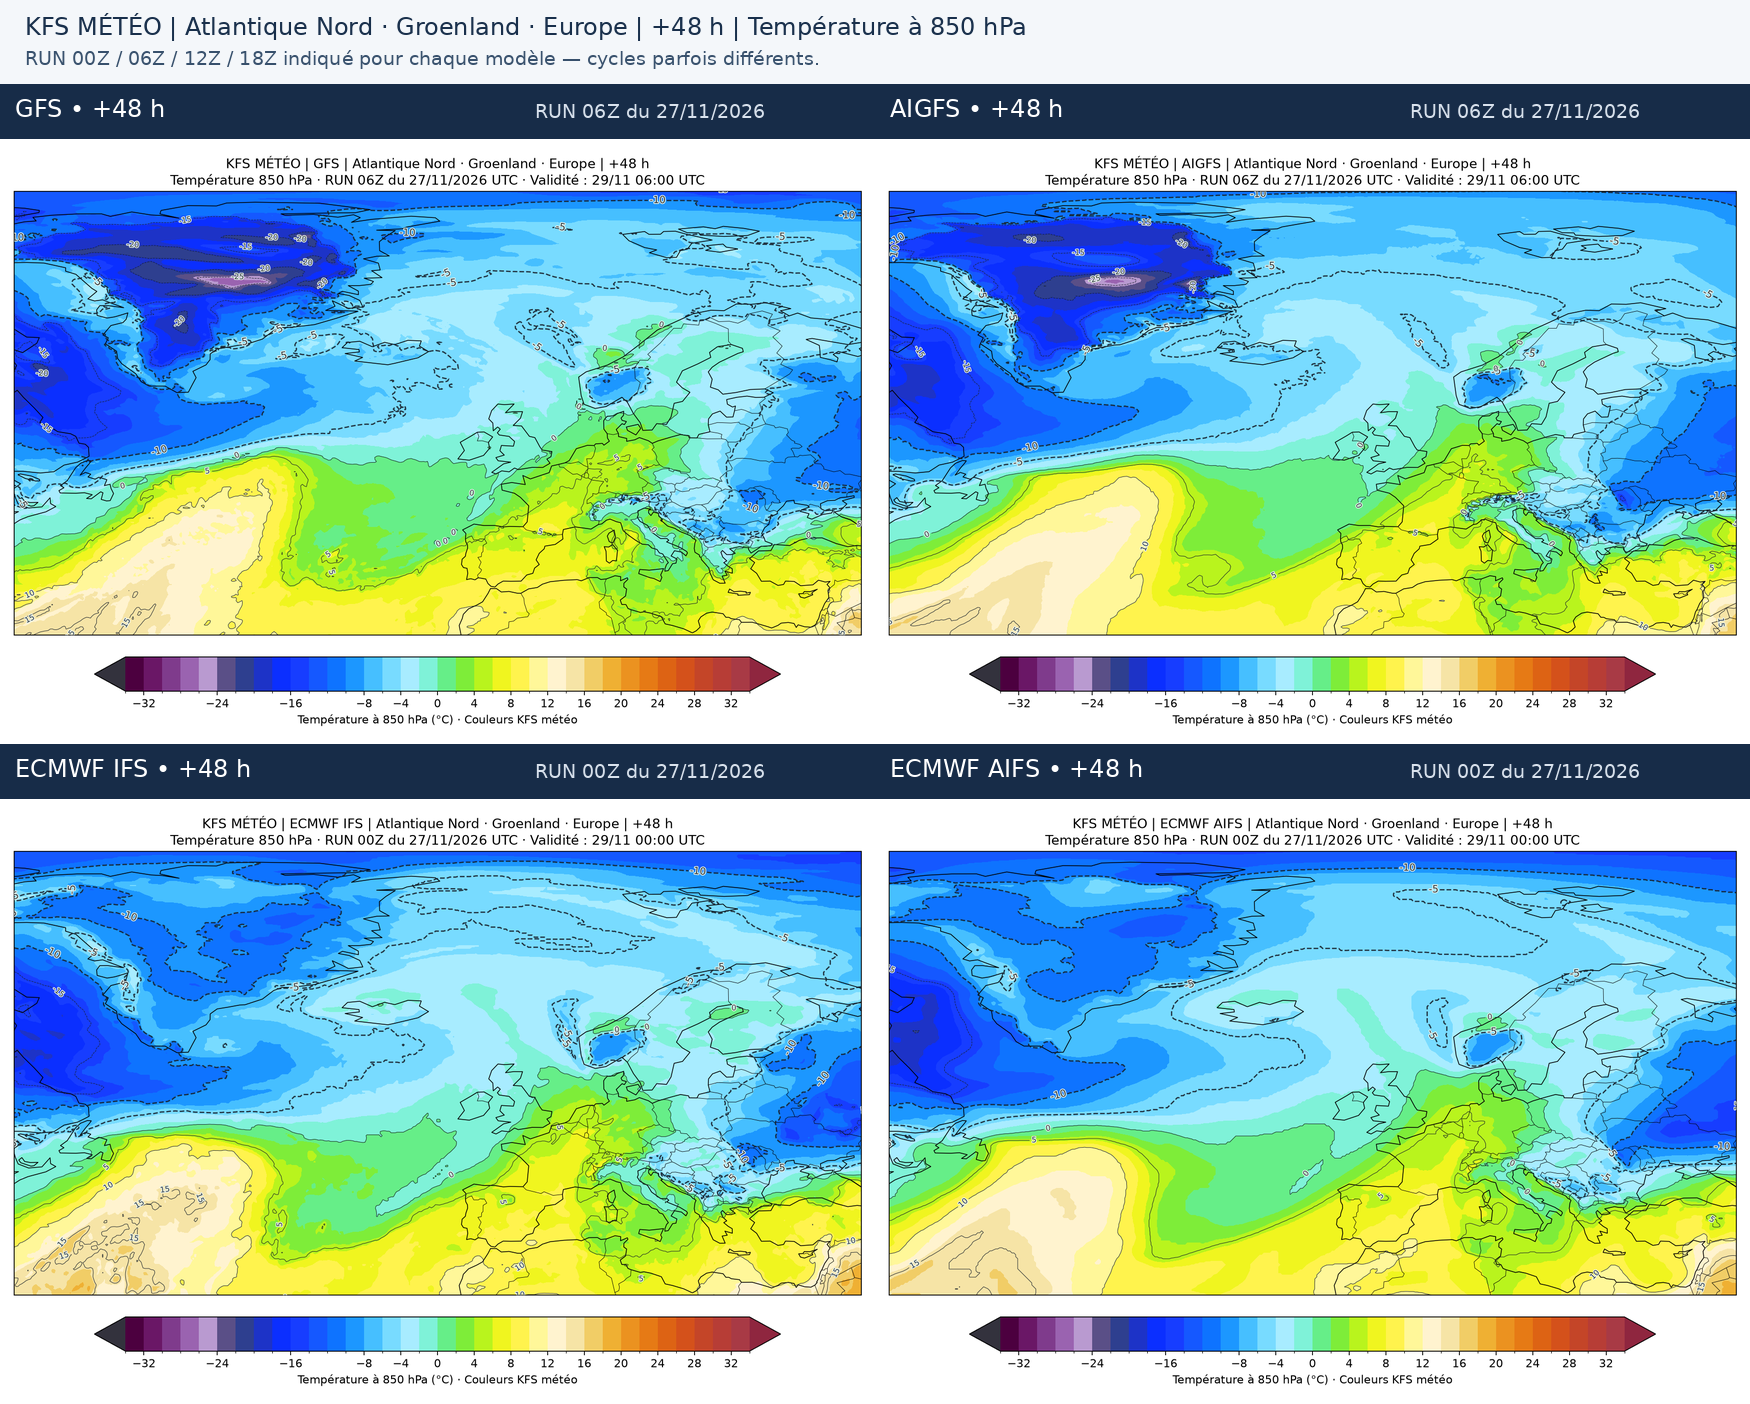 KFS MÉTÉO | Atlantique Nord · Groenland · Europe | +48 h | Température à 850 hPa
RUN 00Z / 06Z / 12Z / 18Z indiqué pour chaque modèle — cycles parfois différents.
GFS • +48 h
RUN 06Z du 27/11/2026
AIGFS • +48 h
RUN 06Z du 27/11/2026
KFS MÉTÉO | GFS | Atlantique Nord · Groenland · Europe | +48 h
Température 850 hPa · RUN 06Z du 27/11/2026 UTC · Validité : 29/11 06:00 UTC
KFS MÉTÉO | AIGFS | Atlantique Nord · Groenland · Europe | +48 h
Température 850 hPa · RUN 06Z du 27/11/2026 UTC · Validité : 29/11 06:00 UTC
−32 −24 −16 −8 −4 0 4 8 12 16 20 24 28 32
Température à 850 hPa (°C) · Couleurs KFS météo
−32 −24 −16 −8 −4 0 4 8 12 16 20 24 28 32
Température à 850 hPa (°C) · Couleurs KFS météo
ECMWF IFS • +48 h
RUN 00Z du 27/11/2026
ECMWF AIFS • +48 h
RUN 00Z du 27/11/2026
KFS MÉTÉO | ECMWF IFS | Atlantique Nord · Groenland · Europe | +48 h
Température 850 hPa · RUN 00Z du 27/11/2026 UTC · Validité : 29/11 00:00 UTC
KFS MÉTÉO | ECMWF AIFS | Atlantique Nord · Groenland · Europe | +48 h
Température 850 hPa · RUN 00Z du 27/11/2026 UTC · Validité : 29/11 00:00 UTC
−32 −24 −16 −8 −4 0 4 8 12 16 20 24 28 32
Température à 850 hPa (°C) · Couleurs KFS météo
−32 −24 −16 −8 −4 0 4 8 12 16 20 24 28 32
Température à 850 hPa (°C) · Couleurs KFS météo